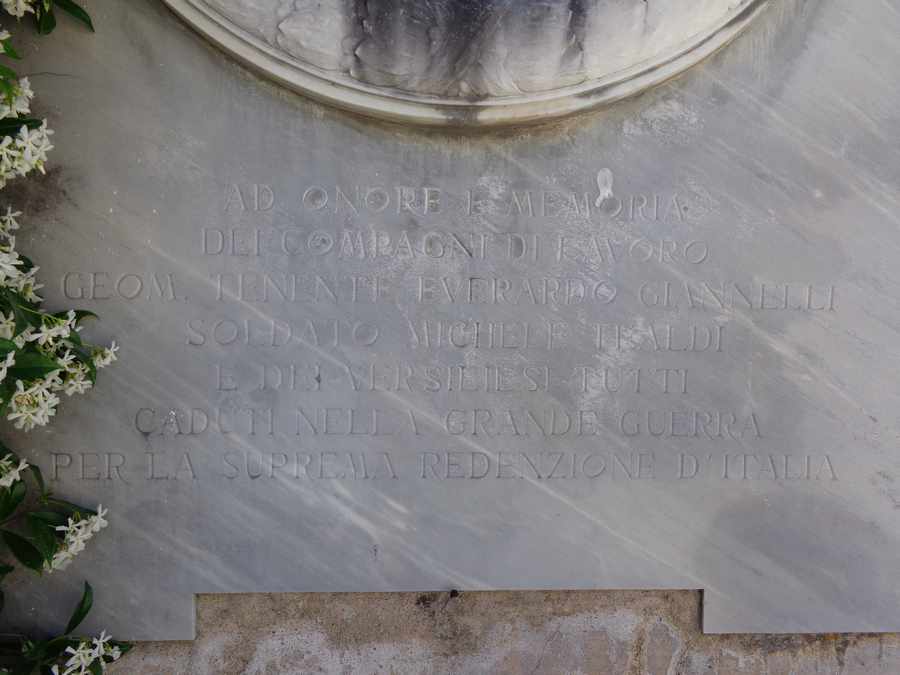 AD ONORE E MEMORIA
DEI COMPAGNI DI LAVORO
GEOM. TENENTE EVERARDO GIANNELLI
SOLDATO MICHELE TEALDI
E DEI VERSILIESI TUTTI
CADUTI NELLA GRANDE GUERRA
PER LA SUPREMA REDENZIONE D'ITALIA